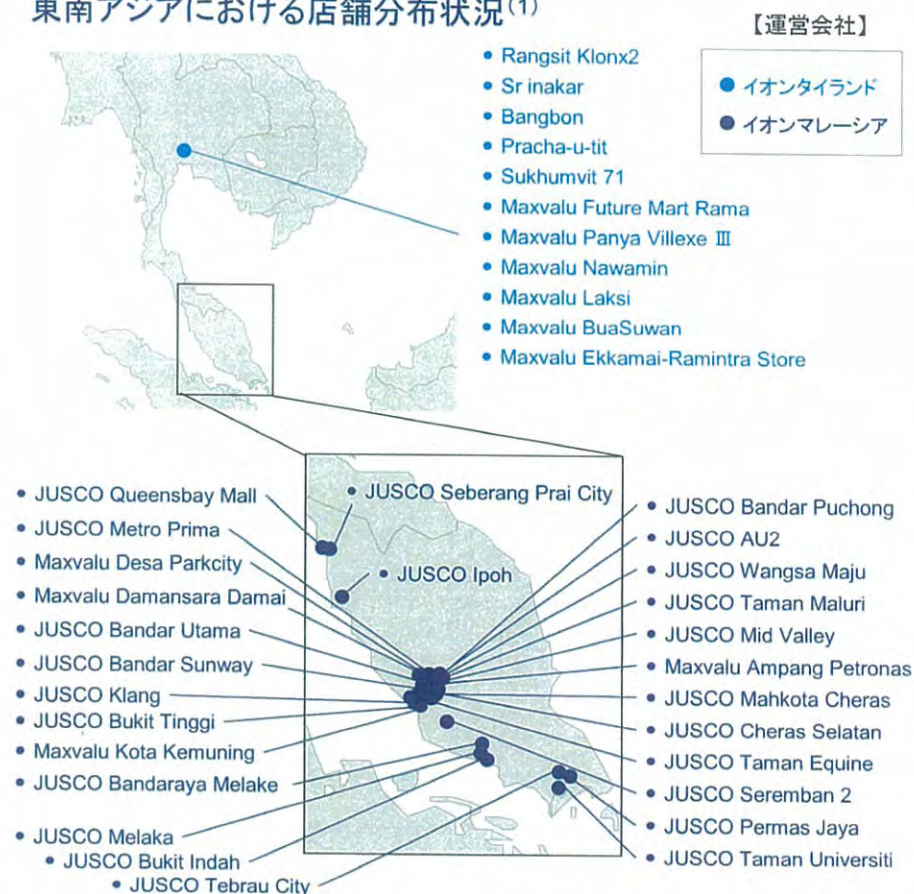 東南アジアにおける店舗分布状況(1)
【運営会社】
● イオンタイランド
● イオンマレーシア
• Rangsit Klonx2
• Sr inakar
• Bangbon
• Pracha-u-tit
• Sukhumvit 71
• Maxvalu Future Mart Rama
• Maxvalu Panya Villexe Ⅲ
• Maxvalu Nawamin
• Maxvalu Laksi
• Maxvalu BuaSuwan
• Maxvalu Ekkamai-Ramintra Store
• JUSCO Queensbay Mall
• JUSCO Metro Prima
• Maxvalu Desa Parkcity
• Maxvalu Damansara Damai
• JUSCO Bandar Utama
• JUSCO Bandar Sunway
• JUSCO Klang
• JUSCO Bukit Tinggi
• Maxvalu Kota Kemuning
• JUSCO Bandaraya Melake
• JUSCO Melaka
• JUSCO Bukit Indah
• JUSCO Tebrau City
• JUSCO Seberang Prai City
• JUSCO Ipoh
• JUSCO Bandar Puchong
• JUSCO AU2
• JUSCO Wangsa Maju
• JUSCO Taman Maluri
• JUSCO Mid Valley
• Maxvalu Ampang Petronas
• JUSCO Mahkota Cheras
• JUSCO Cheras Selatan
• JUSCO Taman Equine
• JUSCO Seremban 2
• JUSCO Permas Jaya
• JUSCO Taman Universiti